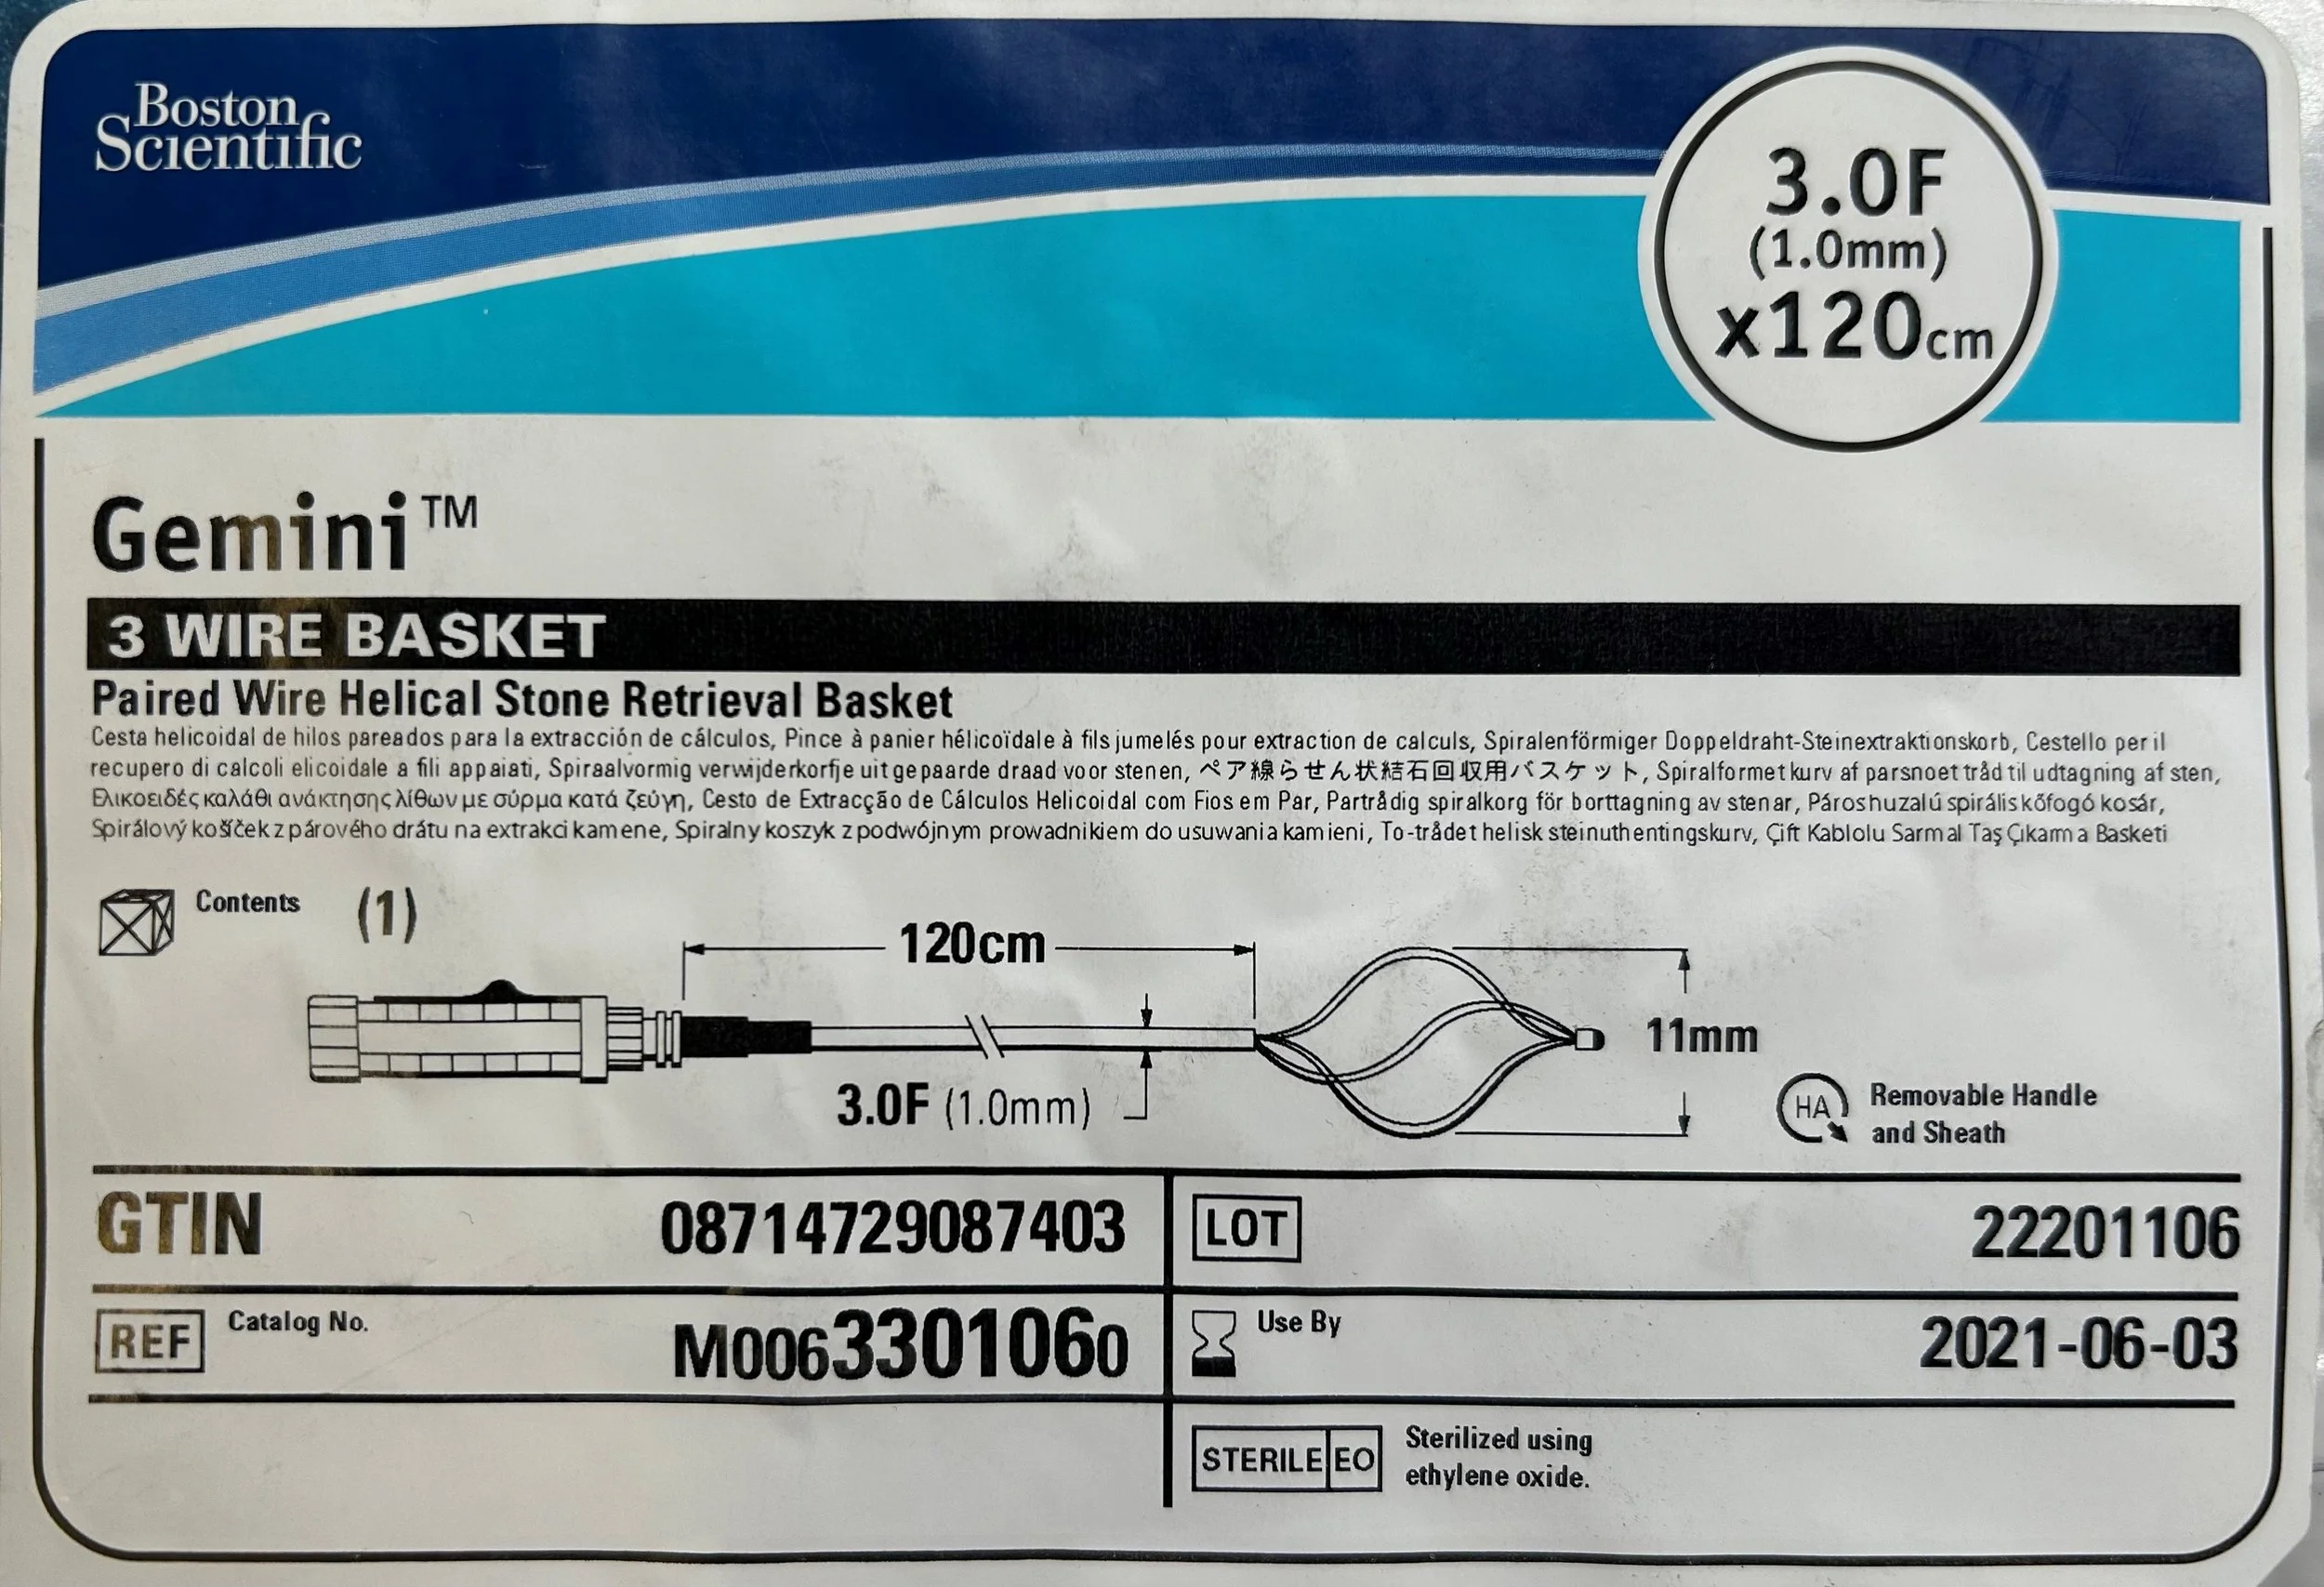 Boston
Scientific
3.0F
(1.0mm)
x120cm
Gemini™
3 WIRE BASKET
Paired Wire Helical Stone Retrieval Basket
Cesta helicoidal de hilos pareados para la extracción de cálculos, Pince à panier hélicoïdale à fils jumelés pour extraction de calculs, Spiralenförmiger Doppeldraht-Steinextraktionskorb, Cestello per il
recupero di calcoli elicoidale a fili appaiati, Spiraalvormig verwijderkorfje uit gepaarde draad voor stenen, ペア線らせん状結石回収用バスケット, Spiralformet kurv af parsnoet tråd til udtagning af sten,
Ελικοειδές καλάθι ανάκτησης λίθων με σύρμα κατά ζεύγη, Cesto de Extracção de Cálculos Helicoidal com Fios em Par, Partrådig spiralkorg för borttagning av stenar, Páros huzalú spirális kőfogó kosár,
Spirálový košíček z párového drátu na extrakci kamene, Spiralny koszyk z podwójnym prowadnikiem do usuwania kamieni, To-trådet helisk steinuthentingskurv, Çift Kablolu Sarmal Taş Çıkarma Basketi
Contents (1)
120cm
11mm
3.0F (1.0mm)
HA Removable Handle
and Sheath
GTIN 08714729087403
LOT 22201106
REF Catalog No. M0063301060
Use By 2021-06-03
STERILE EO Sterilized using
ethylene oxide.